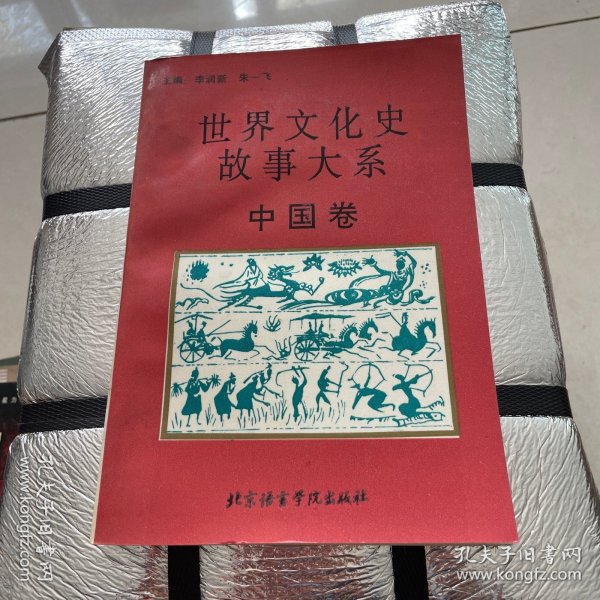 主编 李润新 朱一飞
世界文化史
故事大系
中国卷
北京语言学院出版社
孔夫子旧书网
www.kongfz.com
孔夫子旧书网
www.kongfz.com